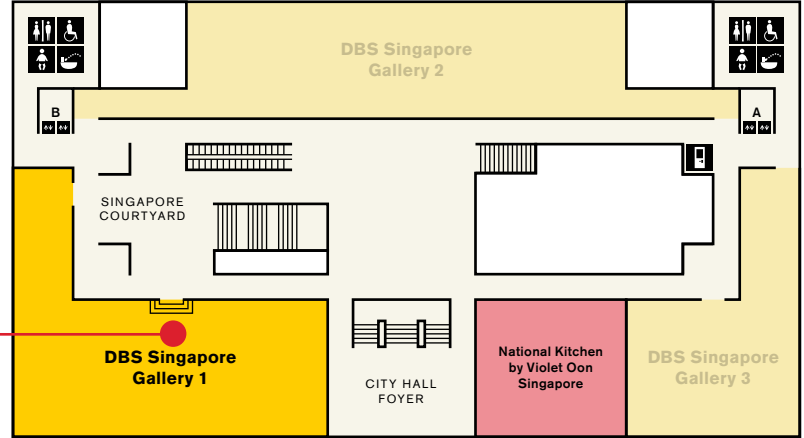 DBS Singapore
Gallery 2
B
A
SINGAPORE
COURTYARD
DBS Singapore
Gallery 1
CITY HALL
FOYER
National Kitchen
by Violet Oon
Singapore
DBS Singapore
Gallery 3